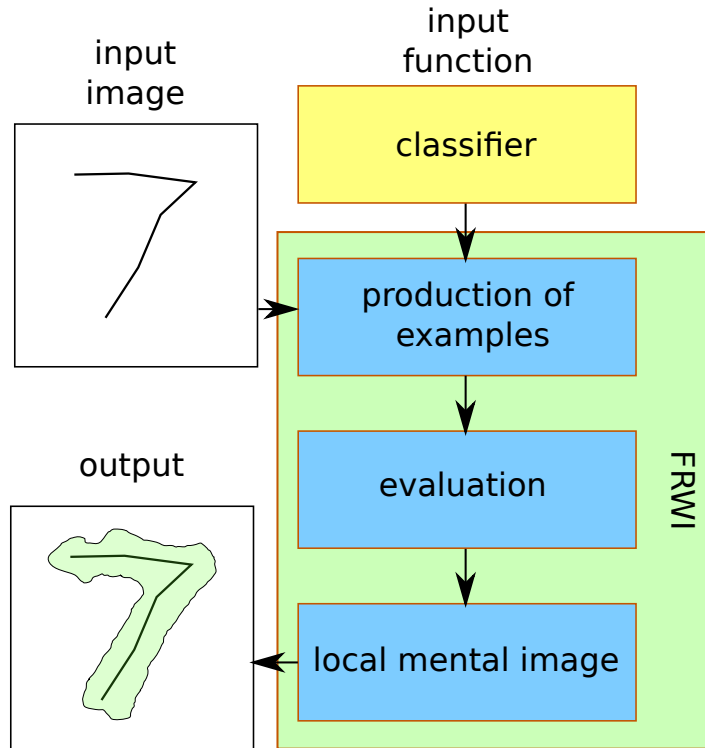 input
image
input
function
classifier
production of
examples
evaluation
FRWI
output
local mental image